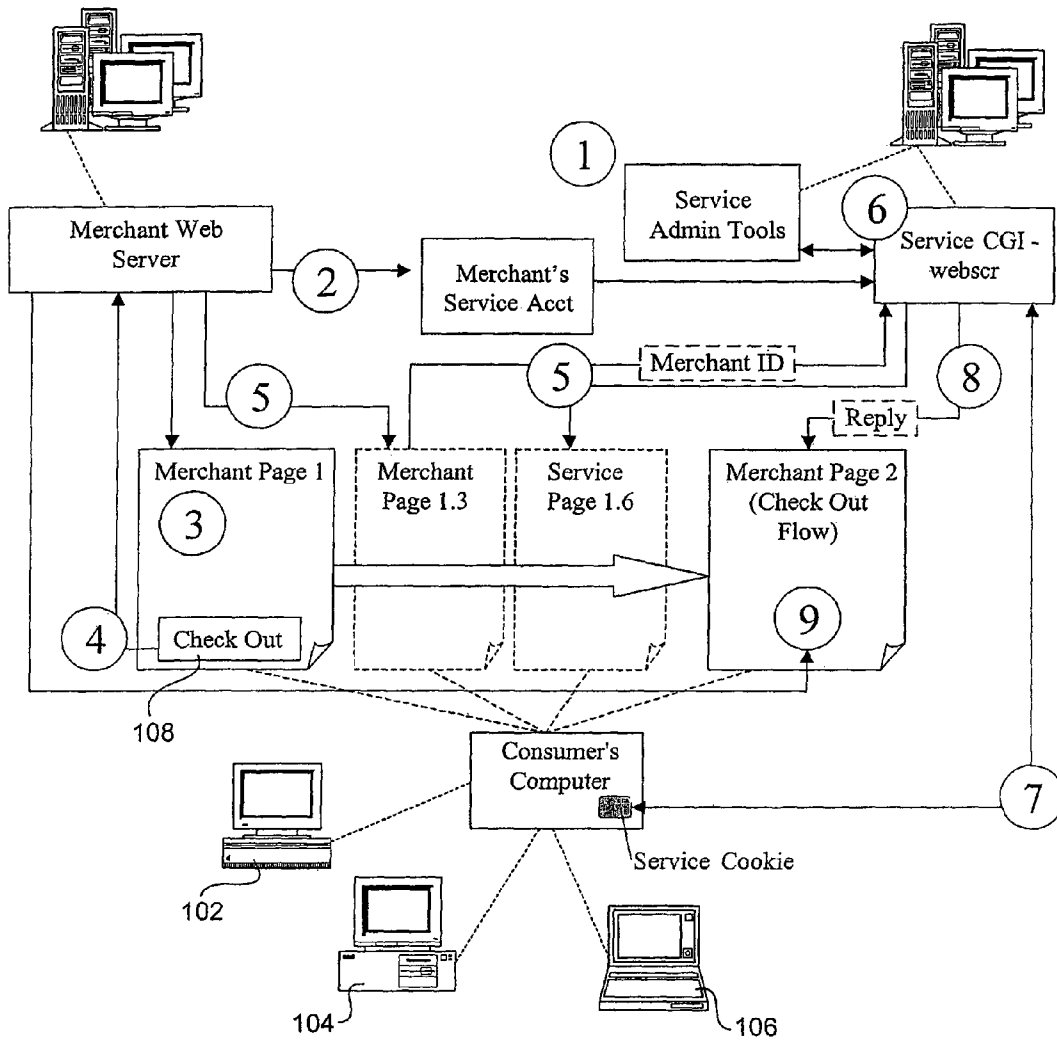 1
Service
Admin Tools
6
Merchant Web
Server
Service CGI -
webscr
2
Merchant's
Service Acct
5
5
Merchant ID
8
Reply
Merchant Page 1
3
Merchant
Page 1.3
Service
Page 1.6
Merchant Page 2
(Check Out
Flow)
4
Check Out
9
108
Consumer's
Computer
7
Service Cookie
102
104
106